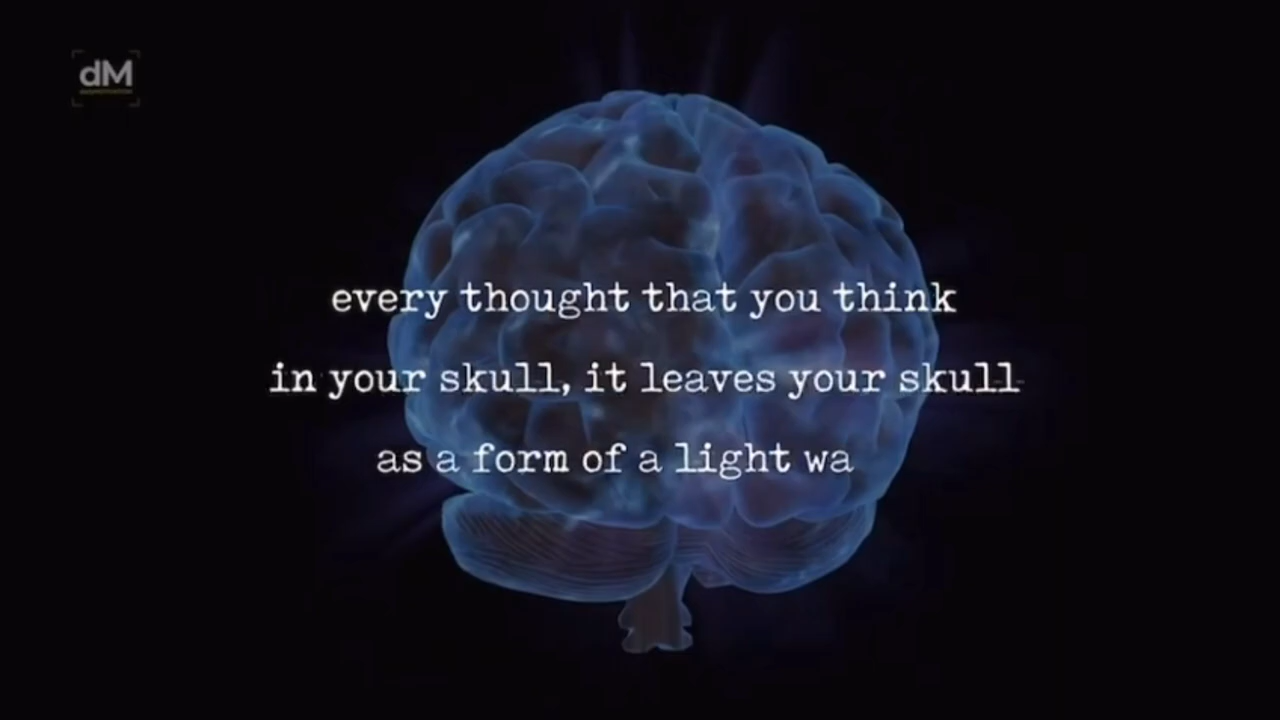 dM
every thought that you think
in your skull, it leaves your skull
as a form of a light wa